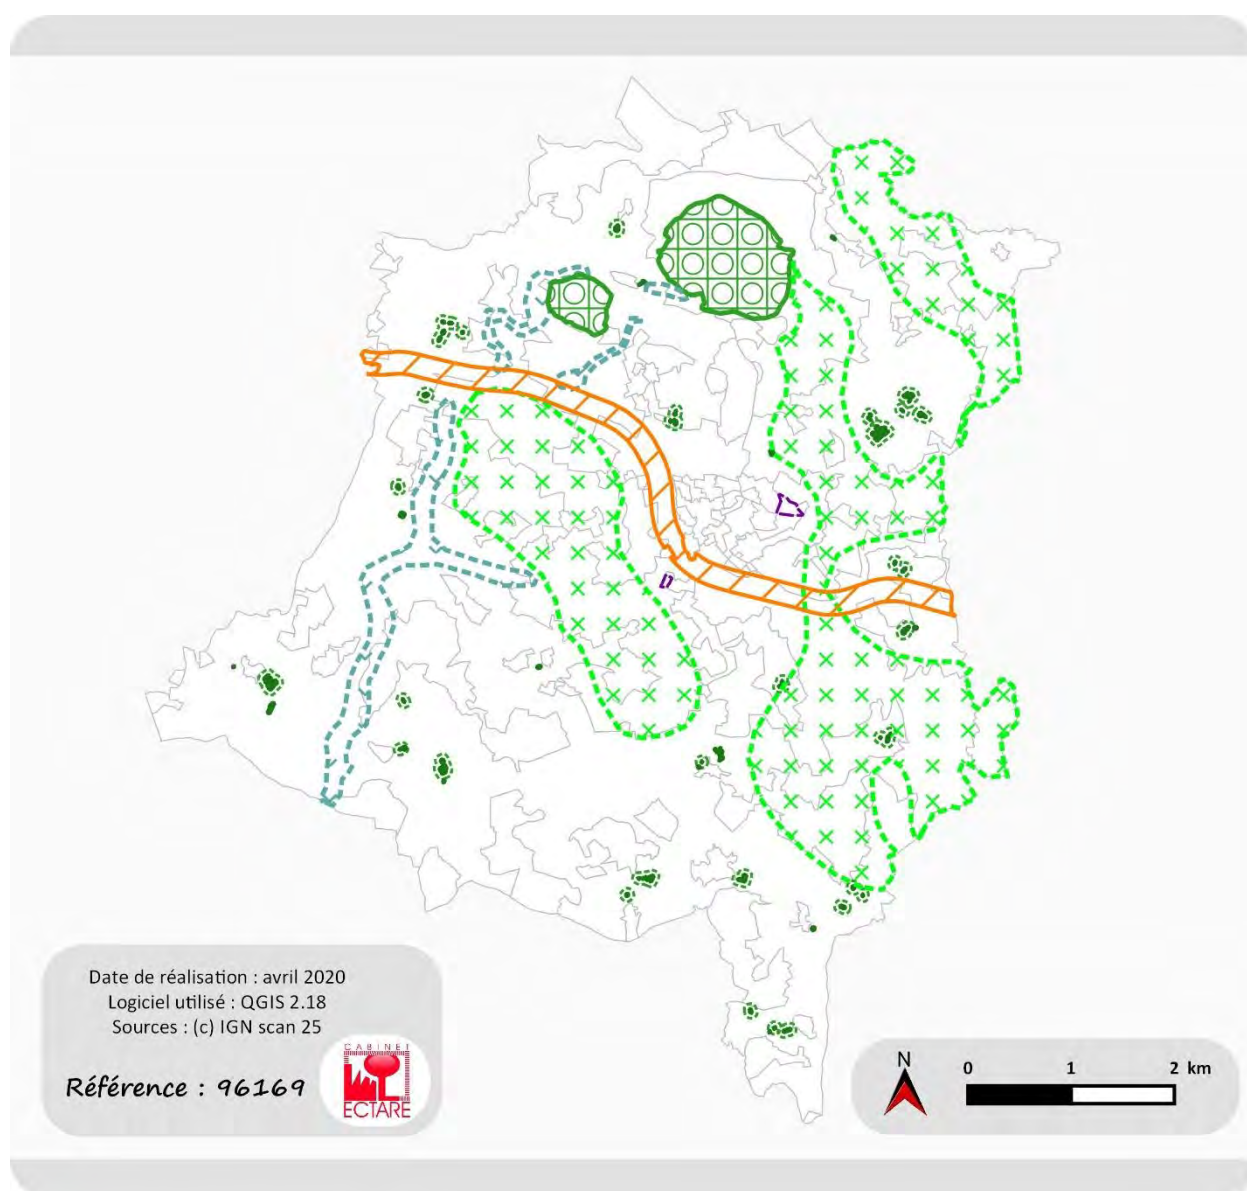 Date de réalisation : avril 2020
Logiciel utilisé : QGIS 2.18
Sources : (c) IGN scan 25
Référence : 96169
CABINET
ECTARE
N
0 1 2 km